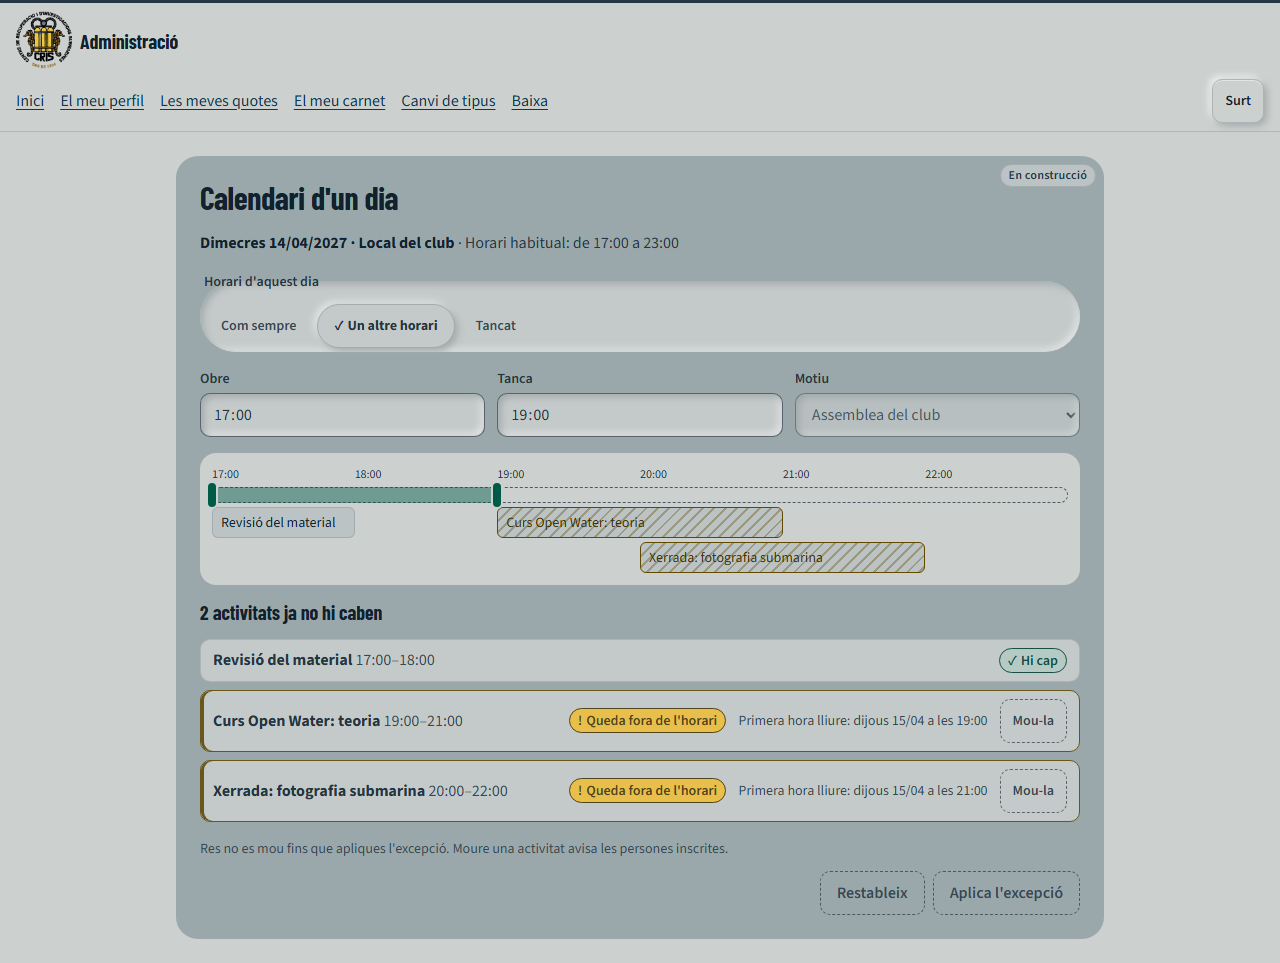 CRIS
Administració
Inici El meu perfil Les meves quotes El meu carnet Canvi de tipus Baixa Surt
En construcció
Calendari d'un dia
Dimecres 14/04/2027 · Local del club · Horari habitual: de 17:00 a 23:00
Horari d'aquest dia
Com sempre ✓ Un altre horari Tancat
Obre Tanca Motiu
17:00 19:00 Assemblea del club
17:00 18:00 19:00 20:00 21:00 22:00
Revisió del material Curs Open Water: teoria
Xerrada: fotografia submarina
2 activitats ja no hi caben
Revisió del material 17:00–18:00 ✓ Hi cap
Curs Open Water: teoria 19:00–21:00 ! Queda fora de l'horari Primera hora lliure: dijous 15/04 a les 19:00 Mou-la
Xerrada: fotografia submarina 20:00–22:00 ! Queda fora de l'horari Primera hora lliure: dijous 15/04 a les 21:00 Mou-la
Res no es mou fins que apliques l'excepció. Moure una activitat avisa les persones inscrites.
Restableix Aplica l'excepció